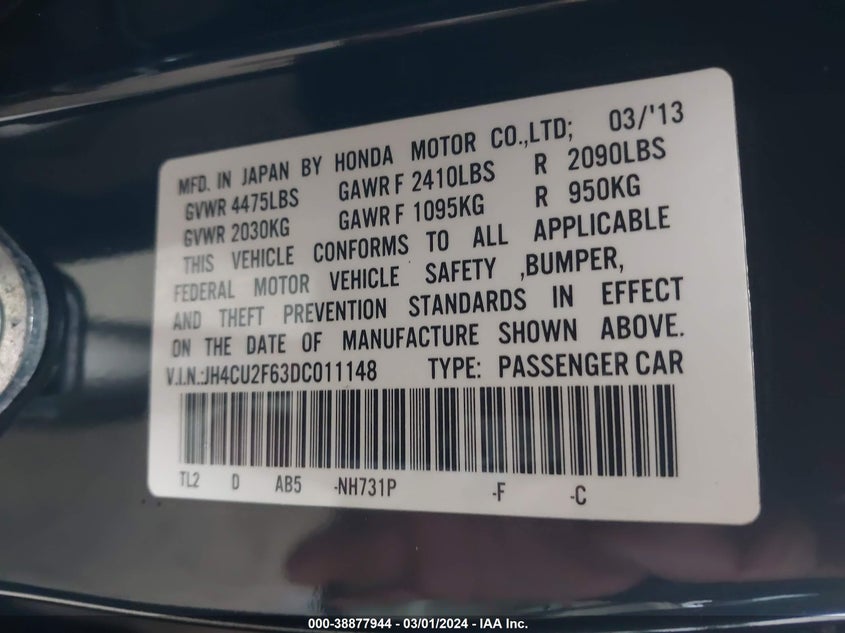 MFD. IN JAPAN BY HONDA MOTOR CO.,LTD; 03/'13
GVWR 4475LBS GAWR F 2410LBS R 2090LBS
GVWR 2030KG GAWR F 1095KG R 950KG
THIS VEHICLE CONFORMS TO ALL APPLICABLE
FEDERAL MOTOR VEHICLE SAFETY ,BUMPER,
AND THEFT PREVENTION STANDARDS IN EFFECT
ON THE DATE OF MANUFACTURE SHOWN ABOVE.
V.I.N.:JH4CU2F63DC011148 TYPE: PASSENGER CAR
TL2 D AB5 -NH731P -F -C
000-38877944 - 03/01/2024 - IAA Inc.